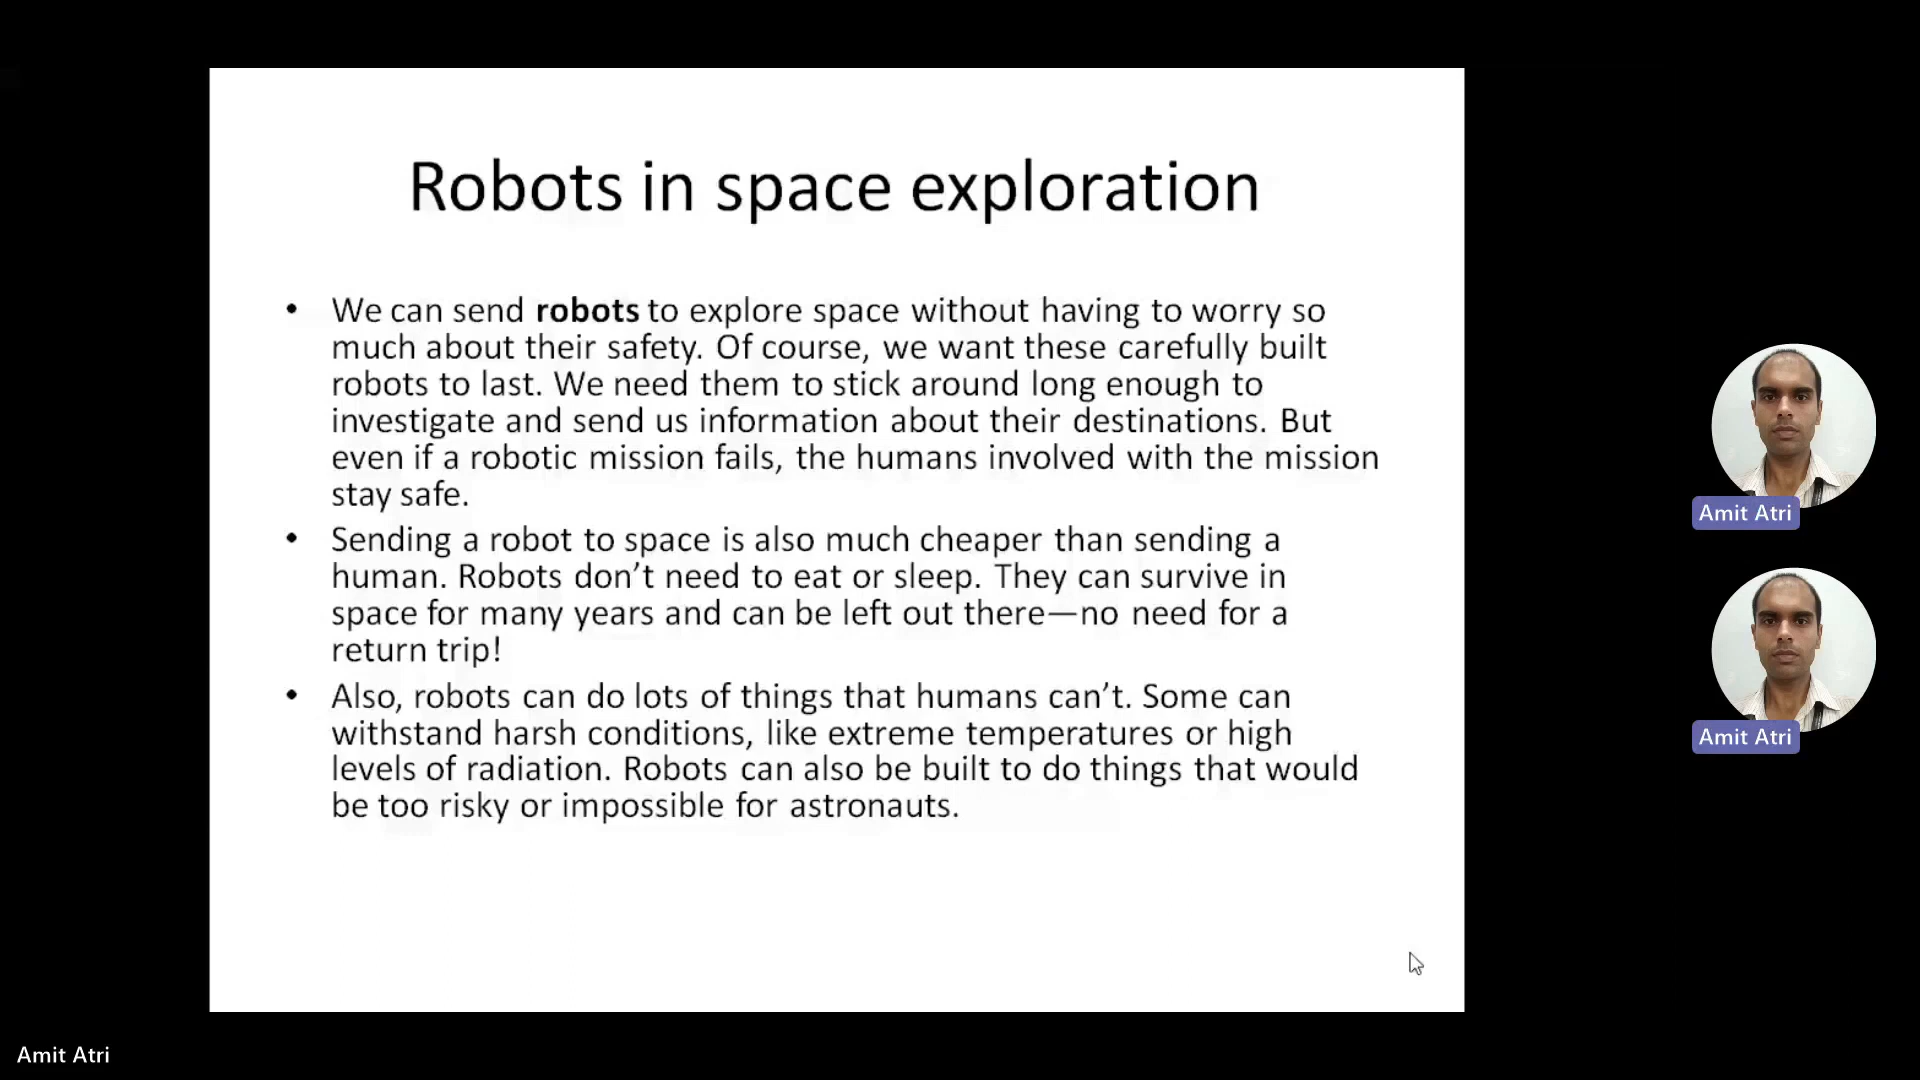 Robots in space exploration
• We can send robots to explore space without having to worry so
much about their safety. Of course, we want these carefully built
robots to last. We need them to stick around long enough to
investigate and send us information about their destinations. But
even if a robotic mission fails, the humans involved with the mission
stay safe.
• Sending a robot to space is also much cheaper than sending a
human. Robots don’t need to eat or sleep. They can survive in
space for many years and can be left out there—no need for a
return trip!
• Also, robots can do lots of things that humans can’t. Some can
withstand harsh conditions, like extreme temperatures or high
levels of radiation. Robots can also be built to do things that would
be too risky or impossible for astronauts.
Amit Atri
Amit Atri
Amit Atri